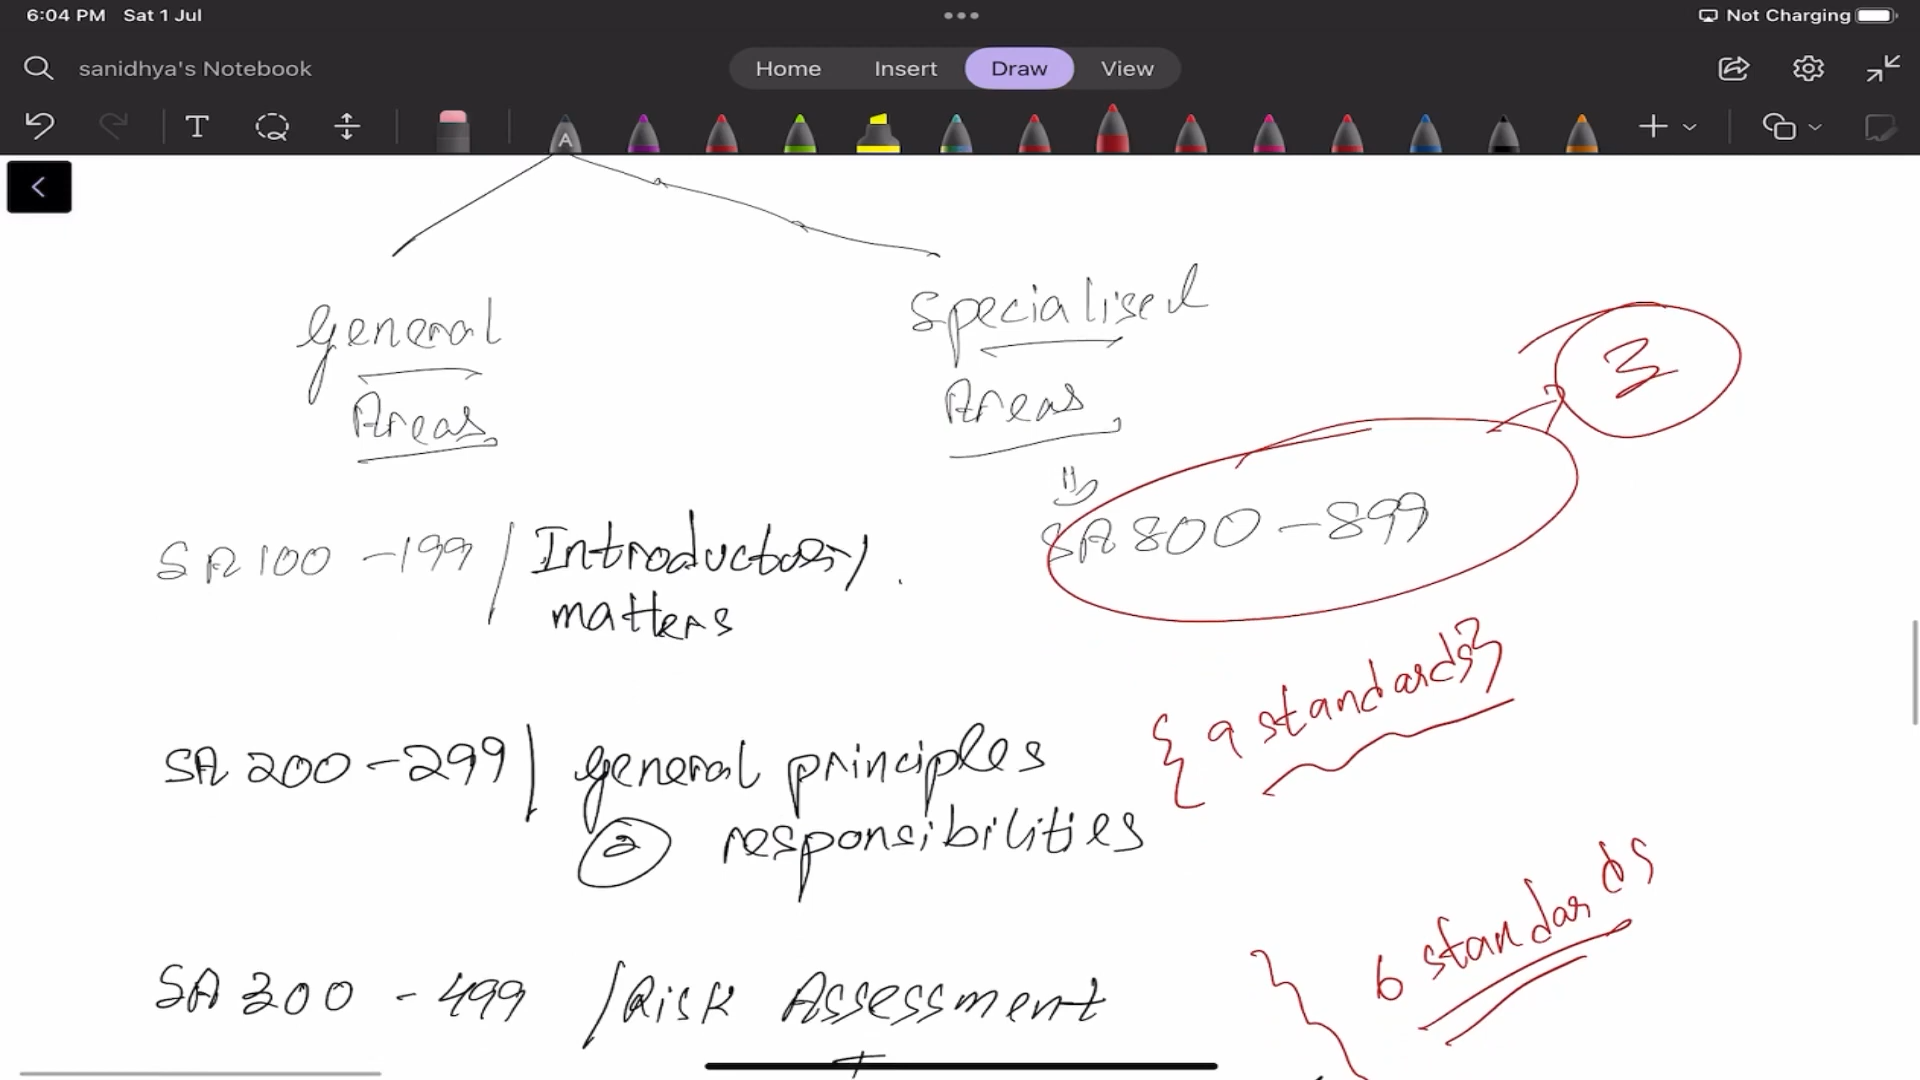 6:04 PM Sat 1 Jul
Not Charging
sanidhya's Notebook
Home Insert Draw View
T
A
General
Areas
Specialised
Areas
3
SA 800 - 899
SA 100 - 199 / Introductory
matters
{ 9 standards }
SA 200 - 299 | general principles
responsibilities
6 standards
SA 300 - 499 / Risk Assessment